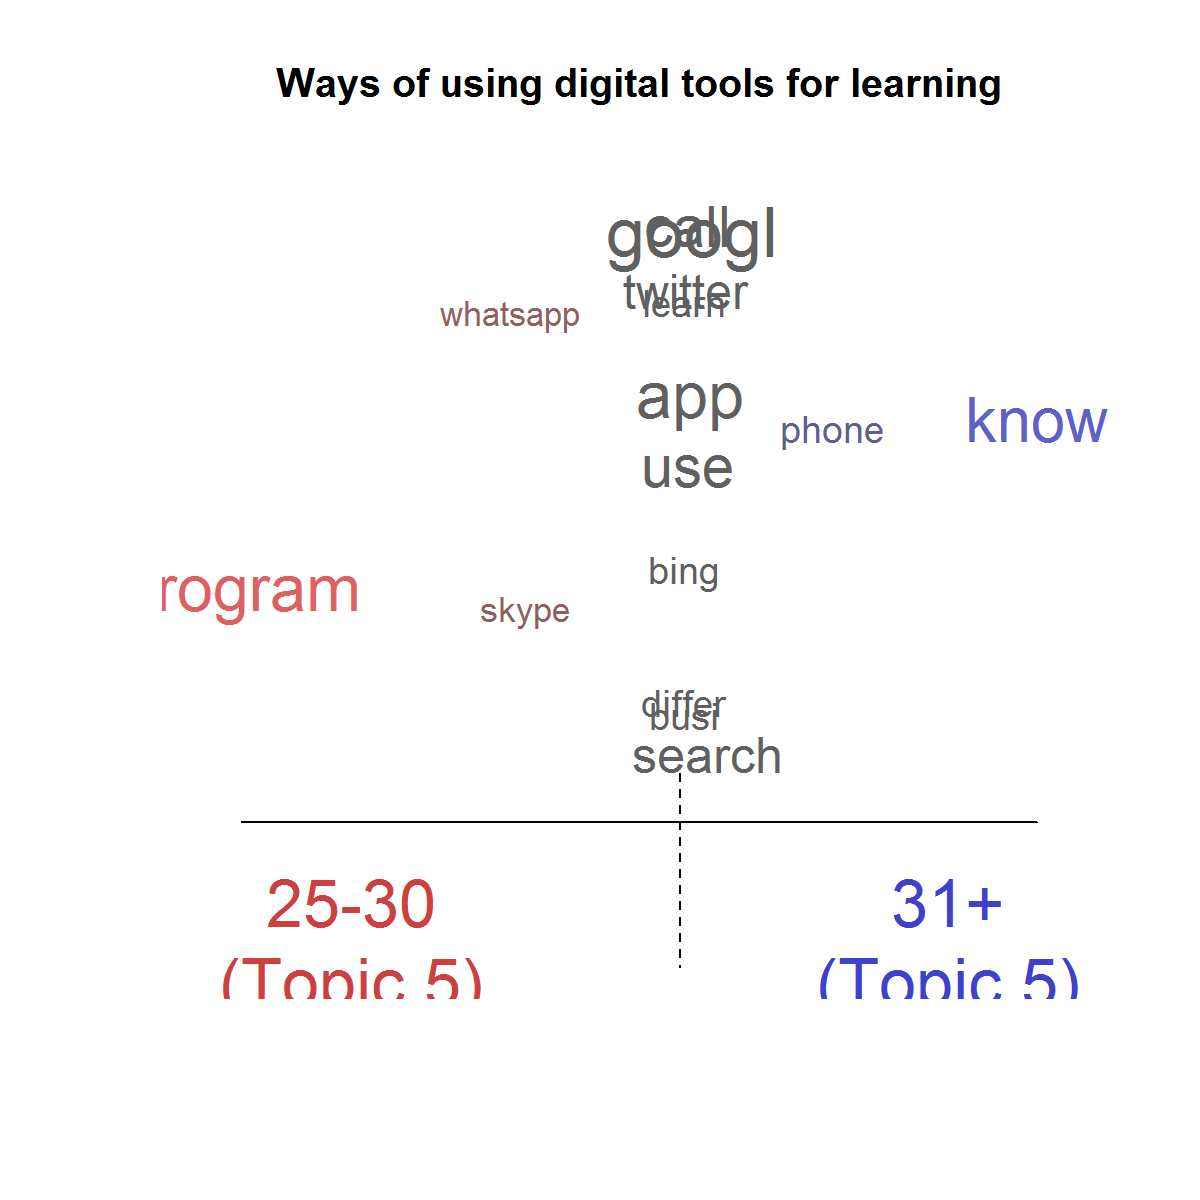 Ways of using digital tools for learning
call
googl
twitter
learn
whatsapp
app
know
phone
use
bing
rogram
skype
differ
busi
search
25-30
31+
(Topic 5)
(Topic 5)